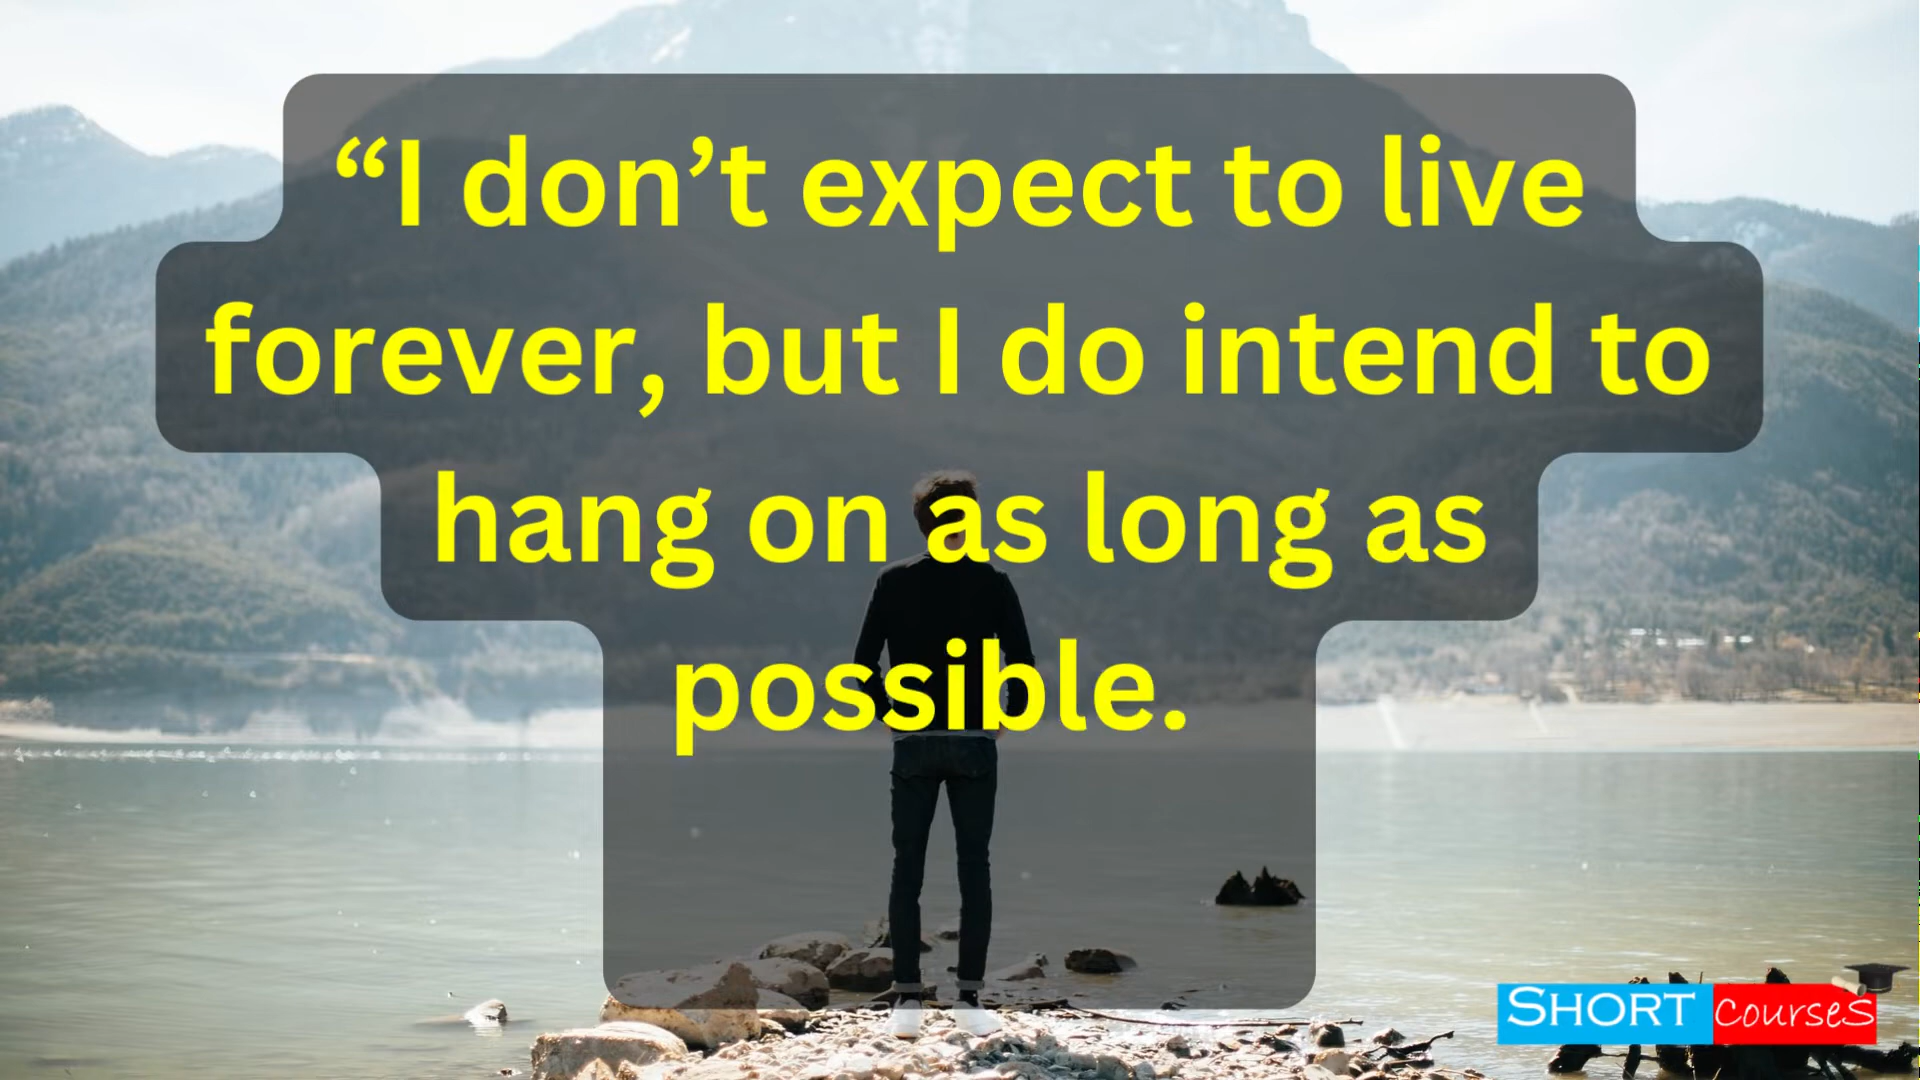 “I don’t expect to live
forever, but I do intend to
hang on as long as
possible.
SHORT CourseS